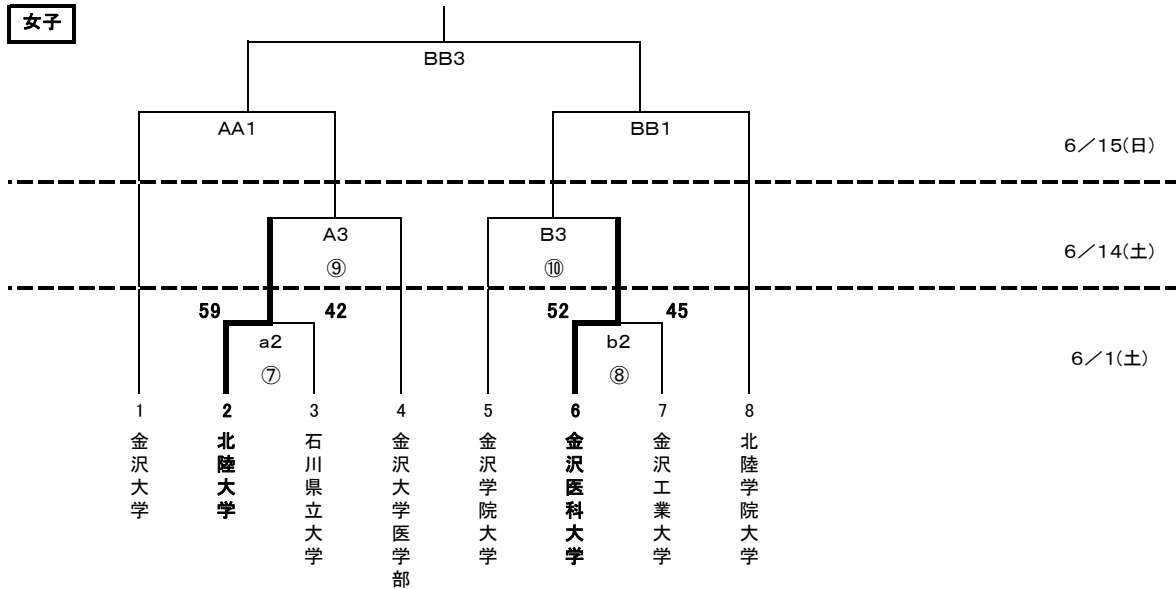 女子
BB3
AA1
BB1
6／15(日)
A3
B3
6／14(土)
⑨
⑩
59
42
52
45
a2
b2
6／1(土)
⑦
⑧
1
2
3
4
5
6
7
8
金沢大学
北陸大学
石川県立大学
金沢大学医学部
金沢学院大学
金沢医科大学
金沢工業大学
北陸学院大学